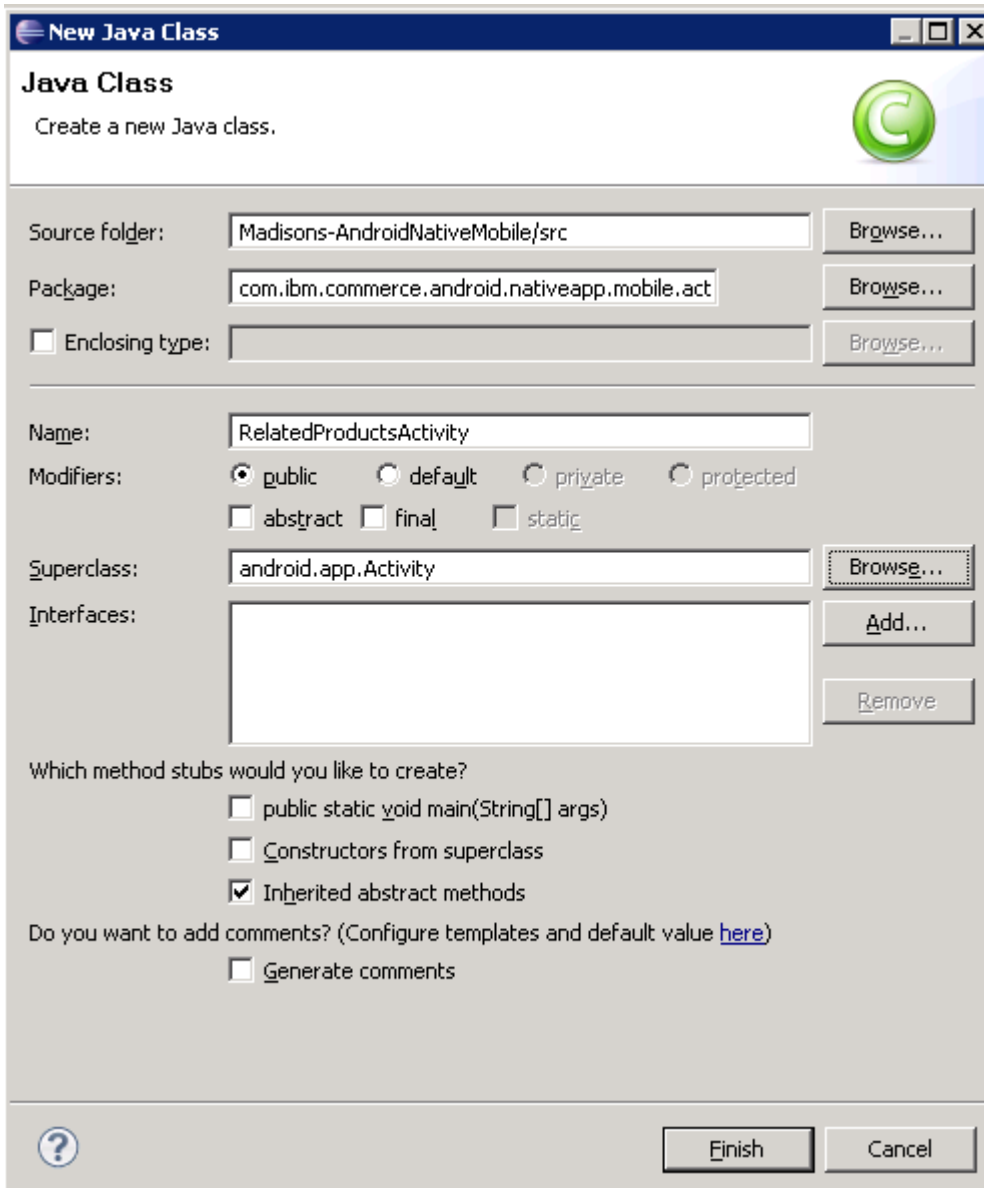 New Java Class
Java Class
Create a new Java class.
Source folder: Madisons-AndroidNativeMobile/src Browse...
Package: com.ibm.commerce.android.nativeapp.mobile.act Browse...
Enclosing type: Browse...
Name: RelatedProductsActivity
Modifiers: public default private protected
abstract final static
Superclass: android.app.Activity Browse...
Interfaces: Add...
Remove
Which method stubs would you like to create?
public static void main(String[] args)
Constructors from superclass
Inherited abstract methods
Do you want to add comments? (Configure templates and default value here)
Generate comments
? Finish Cancel